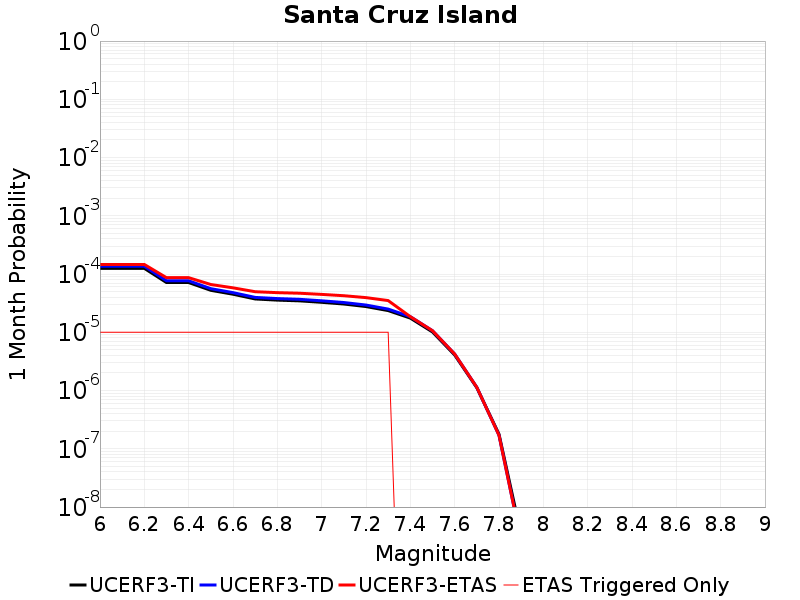 Santa Cruz Island
1 Month Probability
10^0
10^-1
10^-2
10^-3
10^-4
10^-5
10^-6
10^-7
10^-8
6 6.2 6.4 6.6 6.8 7 7.2 7.4 7.6 7.8 8 8.2 8.4 8.6 8.8 9
Magnitude
UCERF3-TI UCERF3-TD UCERF3-ETAS ETAS Triggered Only